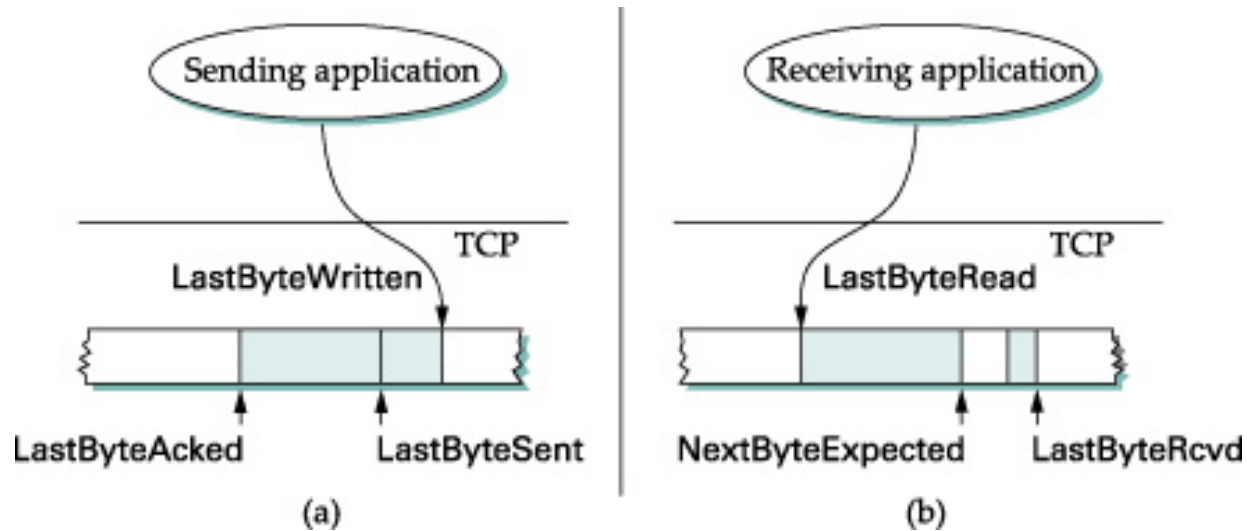 Sending application
TCP
LastByteWritten
LastByteAcked
LastByteSent
(a)
Receiving application
TCP
LastByteRead
NextByteExpected
LastByteRcvd
(b)